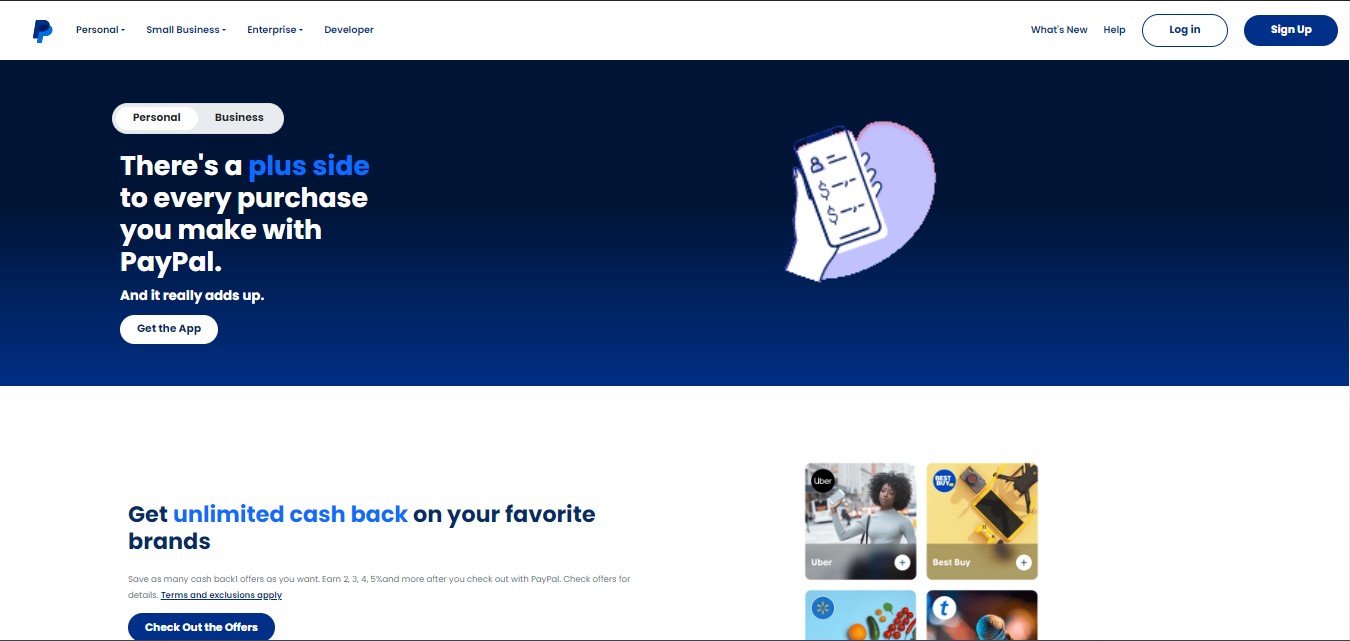 Personal
Small Business
Enterprise
Developer
What's New
Help
Log in
Sign Up
Personal
Business
There's a plus side
to every purchase
you make with
PayPal.
And it really adds up.
Get the App
$
$
Get unlimited cash back on your favorite
brands
Save as many cash back1 offers as you want. Earn 2, 3, 4, 5%and more after you check out with PayPal. Check offers for
details. Terms and exclusions apply
Check Out the Offers
Uber
BEST
BUY
Uber
Best Buy
t